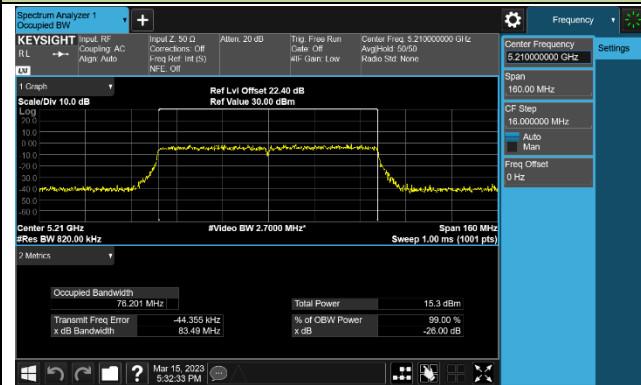 Spectrum Analyzer 1
Occupied BW
+
Frequency
KEYSIGHT
RL
LXI
Input: RF
Coupling: AC
Align: Auto
Input Z: 50 Ω
Corrections: Off
Freq Ref: Int (S)
NFE: Off
Atten: 20 dB
Trig: Free Run
Gate: Off
#IF Gain: Low
Center Freq: 5.210000000 GHz
Avg|Hold: 50/50
Radio Std: None
Center Frequency
5.210000000 GHz
Settings
Span
160.00 MHz
CF Step
16.000000 MHz
Auto
Man
Freq Offset
0 Hz
1 Graph
Scale/Div 10.0 dB
Ref Lvl Offset 22.40 dB
Ref Value 30.00 dBm
Log
20.0
10.0
0.00
-10.0
-20.0
-30.0
-40.0
-50.0
-60.0
Center 5.21 GHz
#Res BW 820.00 kHz
#Video BW 2.7000 MHz*
Span 160 MHz
Sweep 1.00 ms (1001 pts)
2 Metrics
Occupied Bandwidth
76.201 MHz
Total Power 15.3 dBm
Transmit Freq Error -44.355 kHz
% of OBW Power 99.00 %
x dB Bandwidth 83.49 MHz
x dB -26.00 dB
?
Mar 15, 2023
5:32:33 PM